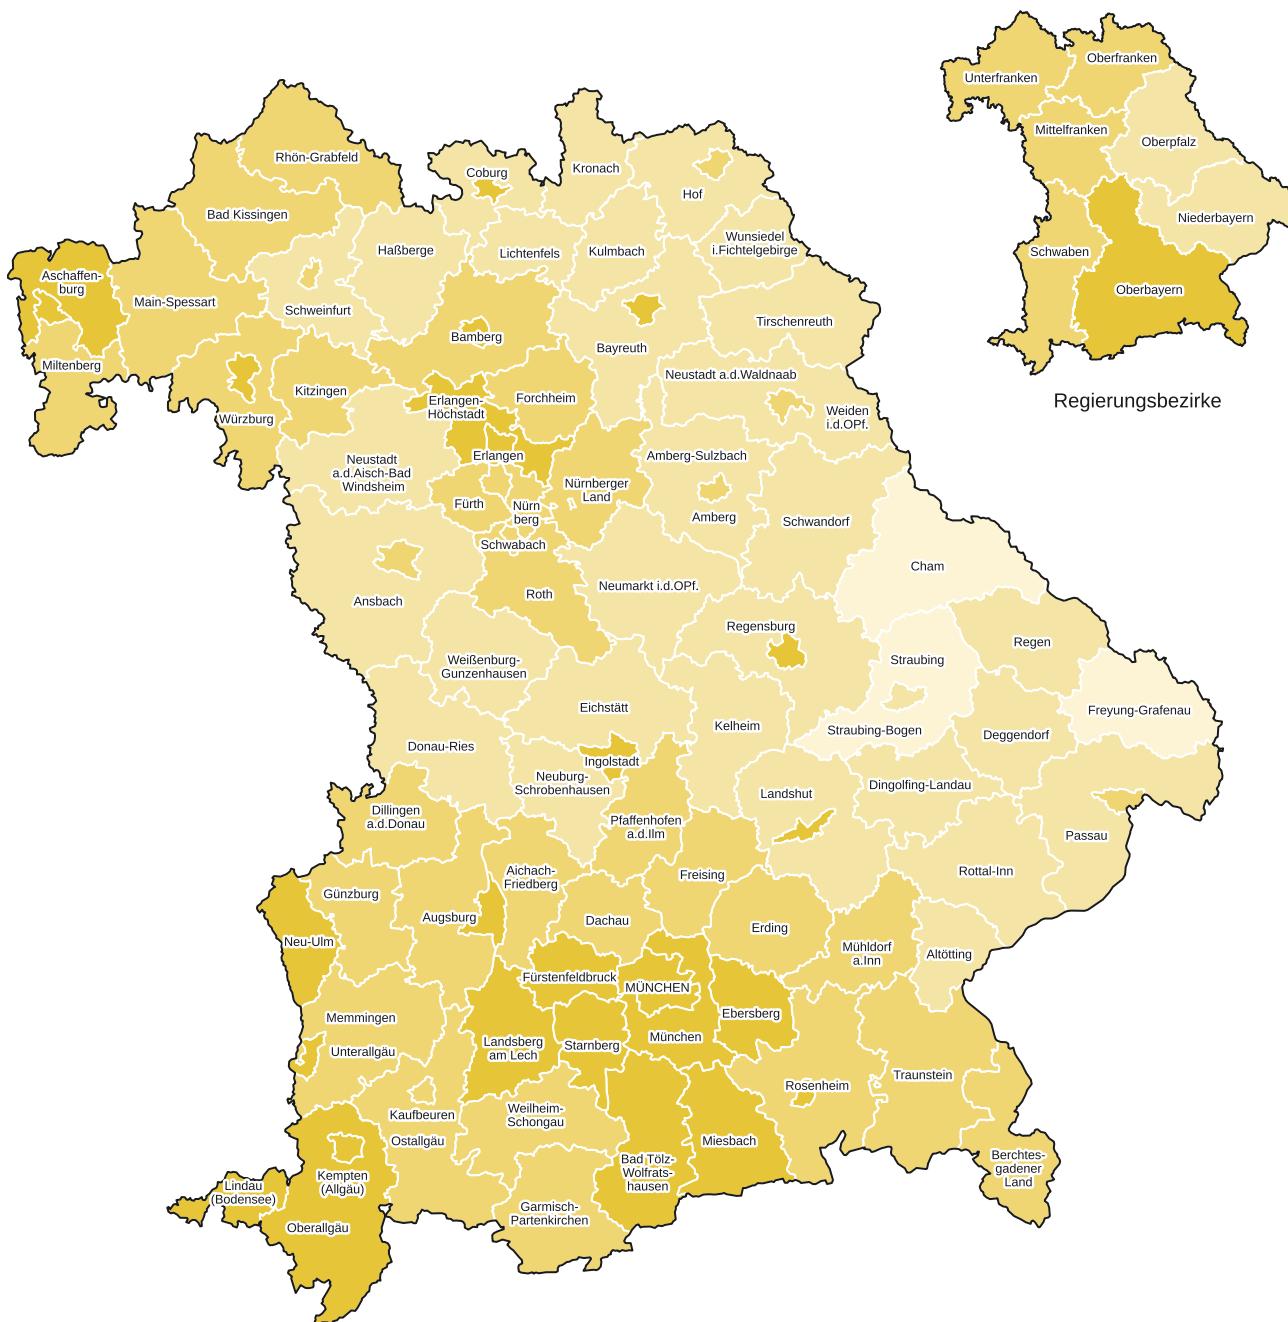 Oberfranken
Unterfranken
Mittelfranken
Oberpfalz
Niederbayern
Schwaben
Oberbayern
Regierungsbezirke
Rhön-Grabfeld
Coburg
Kronach
Hof
Bad Kissingen
Haßberge
Lichtenfels
Kulmbach
Wunsiedel
i.Fichtelgebirge
Aschaffen-
burg
Main-Spessart
Schweinfurt
Tirschenreuth
Bamberg
Bayreuth
Miltenberg
Neustadt a.d.Waldnaab
Kitzingen
Erlangen-
Höchstadt
Forchheim
Weiden
i.d.OPf.
Würzburg
Neustadt
a.d.Aisch-Bad
Windsheim
Erlangen
Amberg-Sulzbach
Nürnberger
Land
Fürth
Nürn
berg
Amberg
Schwandorf
Schwabach
Cham
Ansbach
Roth
Neumarkt i.d.OPf.
Regensburg
Regen
Weißenburg-
Gunzenhausen
Straubing
Eichstätt
Kelheim
Straubing-Bogen
Freyung-Grafenau
Donau-Ries
Deggendorf
Ingolstadt
Neuburg-
Schrobenhausen
Landshut
Dingolfing-Landau
Dillingen
a.d.Donau
Pfaffenhofen
a.d.Ilm
Passau
Aichach-
Friedberg
Freising
Rottal-Inn
Günzburg
Augsburg
Dachau
Erding
Neu-Ulm
Mühldorf
a.Inn
Altötting
Fürstenfeldbruck
MÜNCHEN
Memmingen
Ebersberg
Unterallgäu
Landsberg
am Lech
Starnberg
München
Traunstein
Rosenheim
Kaufbeuren
Weilheim-
Schongau
Ostallgäu
Miesbach
Kempten
(Allgäu)
Bad Tölz-
Wolfrats-
hausen
Berchtes-
gadener
Land
Lindau
(Bodensee)
Oberallgäu
Garmisch-
Partenkirchen